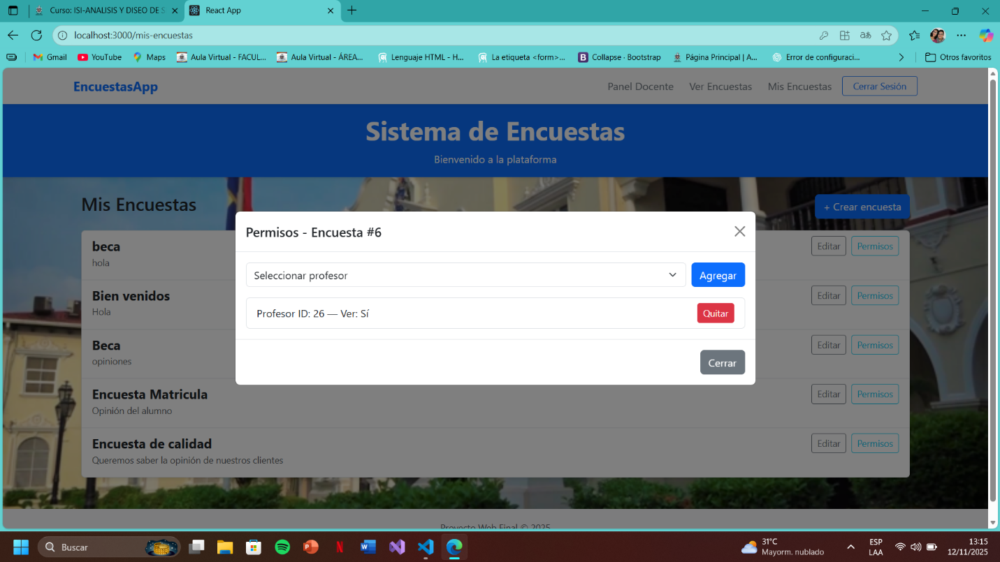 Curso: ISI-ANALISIS Y DISEO DE S
React App
localhost:3000/mis-encuestas
Gmail
YouTube
Maps
Aula Virtual - FACUL...
Aula Virtual - ÁREA...
Lenguaje HTML - H...
La etiqueta <form>...
Collapse · Bootstrap
Página Principal | A...
Error de configuraci...
Otros favoritos
EncuestasApp
Panel Docente
Ver Encuestas
Mis Encuestas
Cerrar Sesión
Sistema de Encuestas
Bienvenido a la plataforma
Mis Encuestas
+ Crear encuesta
Permisos - Encuesta #6
Seleccionar profesor
Agregar
Profesor ID: 26 — Ver: Sí
Quitar
Cerrar
beca
hola
Editar
Permisos
Bien venidos
Hola
Editar
Permisos
Beca
opiniones
Editar
Permisos
Encuesta Matricula
Opinión del alumno
Editar
Permisos
Encuesta de calidad
Queremos saber la opinión de nuestros clientes
Editar
Permisos
Proyecto Web Final © 2025
Buscar
31°C
Mayorm. nublado
ESP
LAA
13:15
12/11/2025